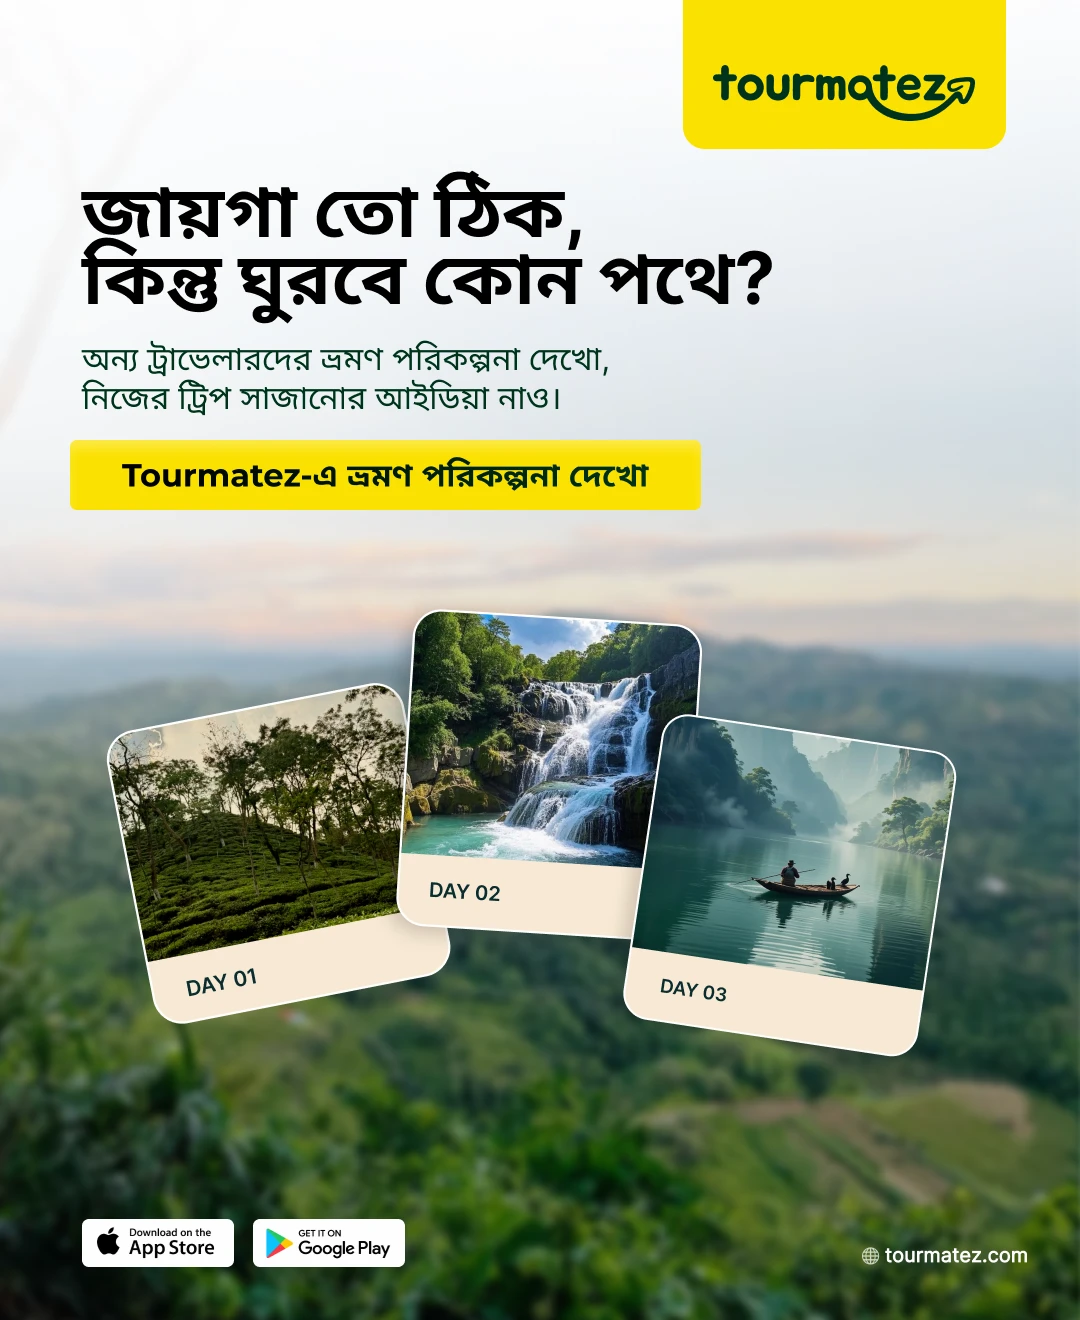 tourmatez
জায়গা তো ঠিক,
কিন্তু ঘুরবে কোন পথে?
অন্য ট্রাভেলারদের ভ্রমণ পরিকল্পনা দেখো,
নিজের ট্রিপ সাজানোর আইডিয়া নাও।
Tourmatez-এ ভ্রমণ পরিকল্পনা দেখো
DAY 01
DAY 02
DAY 03
Download on the
App Store
GET IT ON
Google Play
tourmatez.com